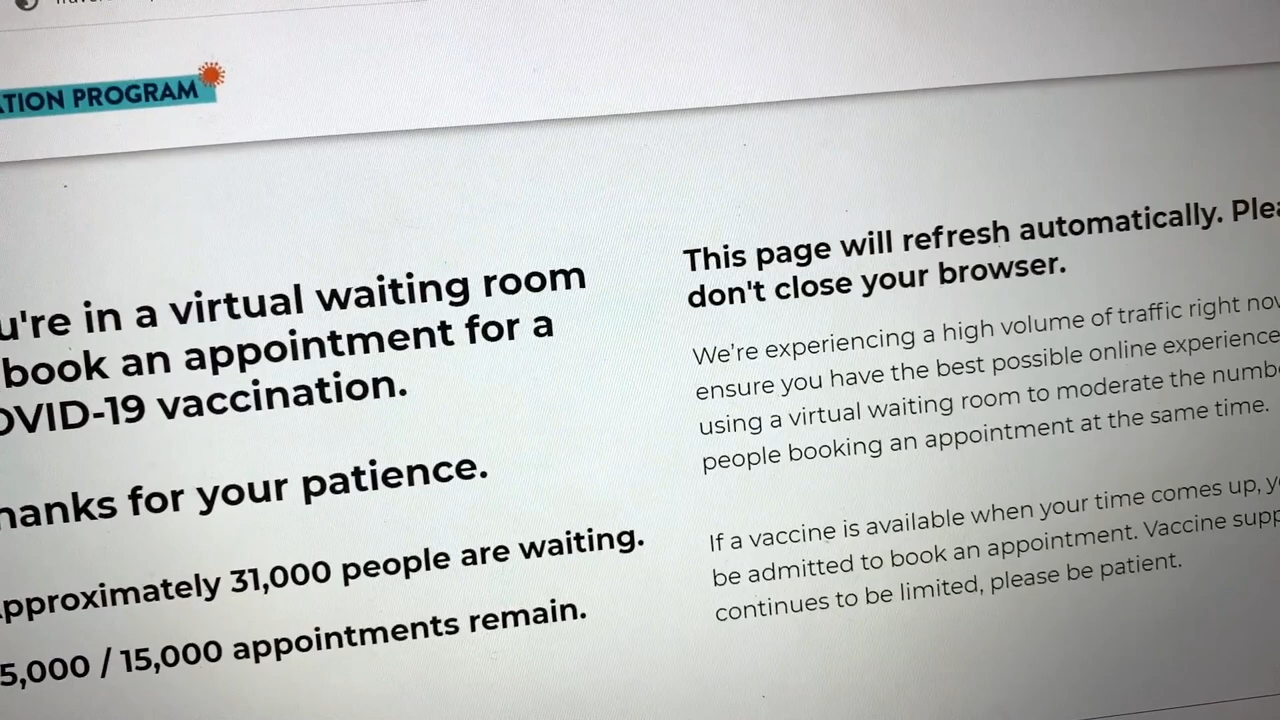 ATION PROGRAM
u're in a virtual waiting room
book an appointment for a
OVID-19 vaccination.
hanks for your patience.
pproximately 31,000 people are waiting.
5,000 / 15,000 appointments remain.
This page will refresh automatically. Plea
don't close your browser.
We're experiencing a high volume of traffic right now
ensure you have the best possible online experience
using a virtual waiting room to moderate the numbe
people booking an appointment at the same time.
If a vaccine is available when your time comes up, y
be admitted to book an appointment. Vaccine supp
continues to be limited, please be patient.